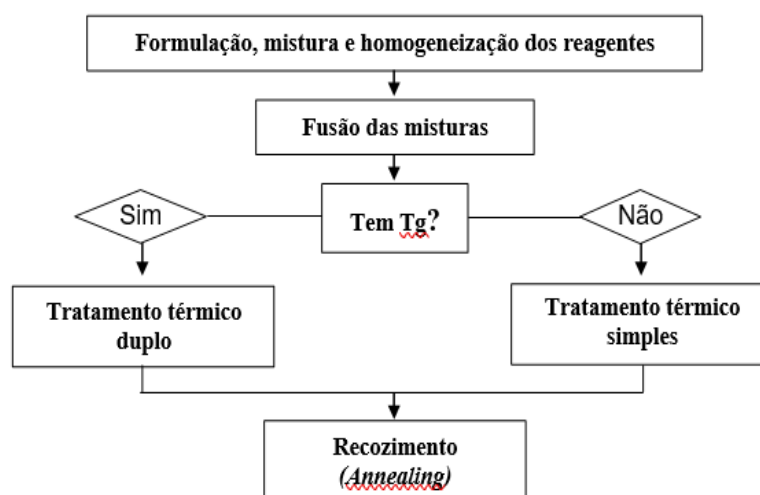 Formulação, mistura e homogeneização dos reagentes
Fusão das misturas
Sim
Tem Tg?
Não
Tratamento térmico
duplo
Tratamento térmico
simples
Recozimento
(Annealing)